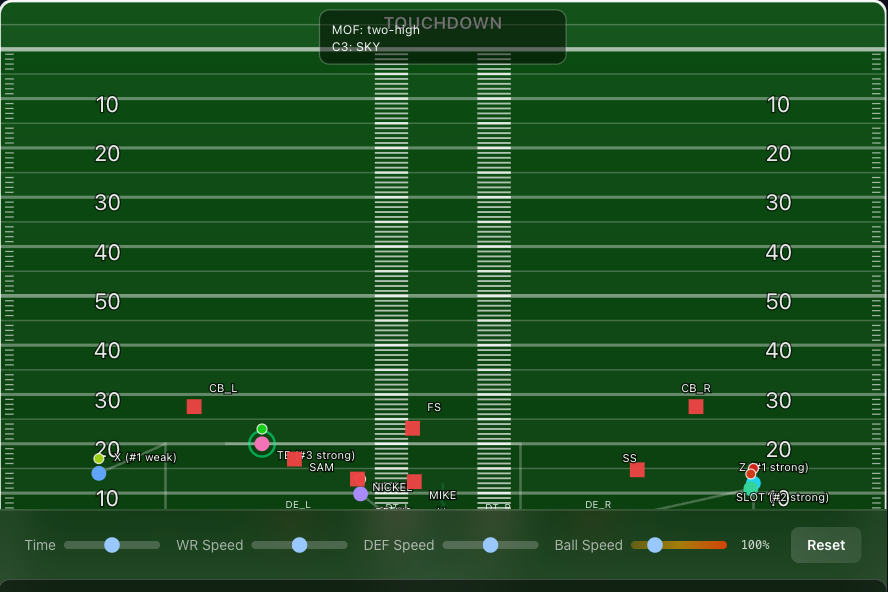 TOUCHDOWN
MOF: two-high
C3: SKY
10 10
20 20
30 30
40 40
50 50
40 40
CB_L CB_R
30 30
FS
20 20
X (#1 weak) TE (#3 strong) SS Z (#1 strong)
SAM
NICKEL MIKE SLOT (#2 strong)
10
DE_L DE_R
Time WR Speed DEF Speed Ball Speed 100% Reset